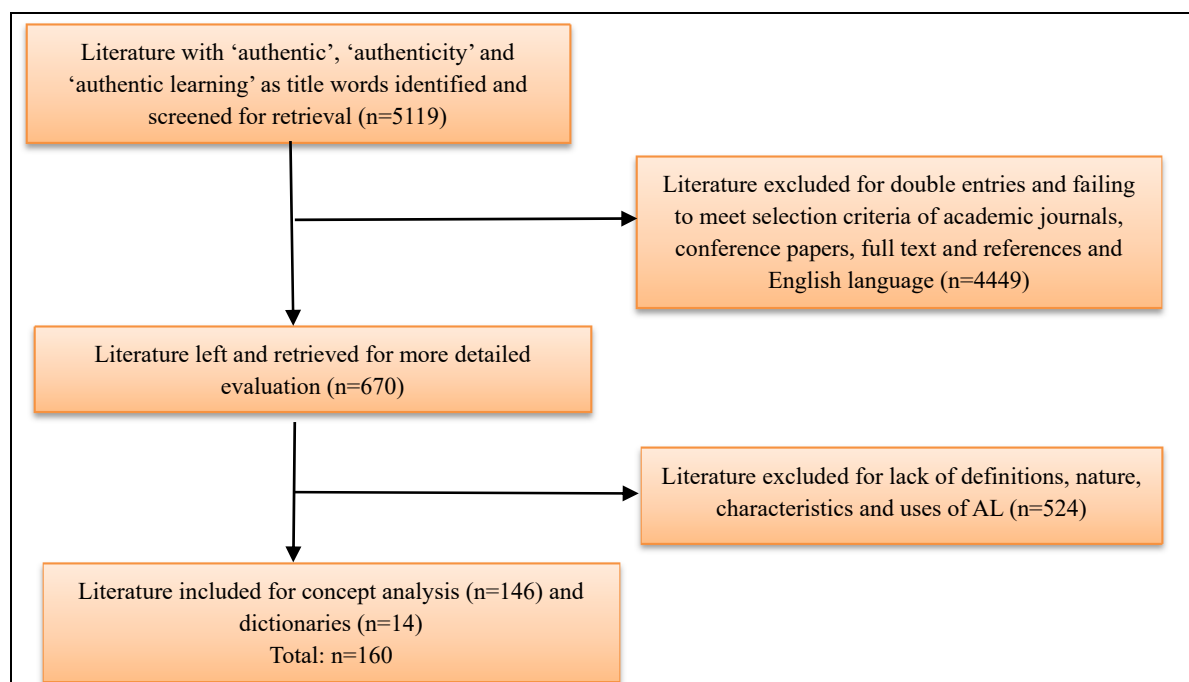 Literature with ‘authentic’, ‘authenticity’ and
‘authentic learning’ as title words identified and
screened for retrieval (n=5119)
Literature excluded for double entries and failing
to meet selection criteria of academic journals,
conference papers, full text and references and
English language (n=4449)
Literature left and retrieved for more detailed
evaluation (n=670)
Literature excluded for lack of definitions, nature,
characteristics and uses of AL (n=524)
Literature included for concept analysis (n=146) and
dictionaries (n=14)
Total: n=160